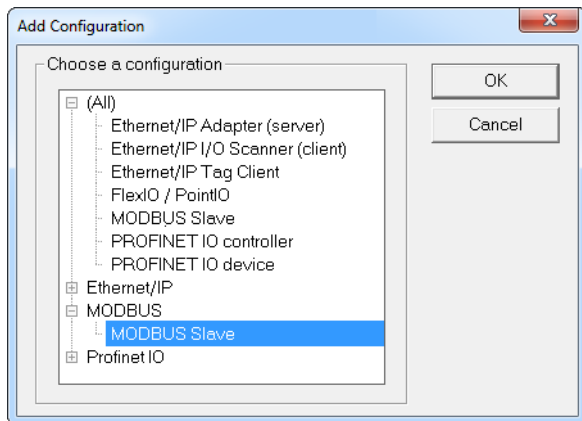 Add Configuration
Choose a configuration
(All)
Ethernet/IP Adapter (server)
Ethernet/IP I/O Scanner (client)
Ethernet/IP Tag Client
FlexIO / PointIO
MODBUS Slave
PROFINET IO controller
PROFINET IO device
Ethernet/IP
MODBUS
MODBUS Slave
Profinet IO
OK
Cancel